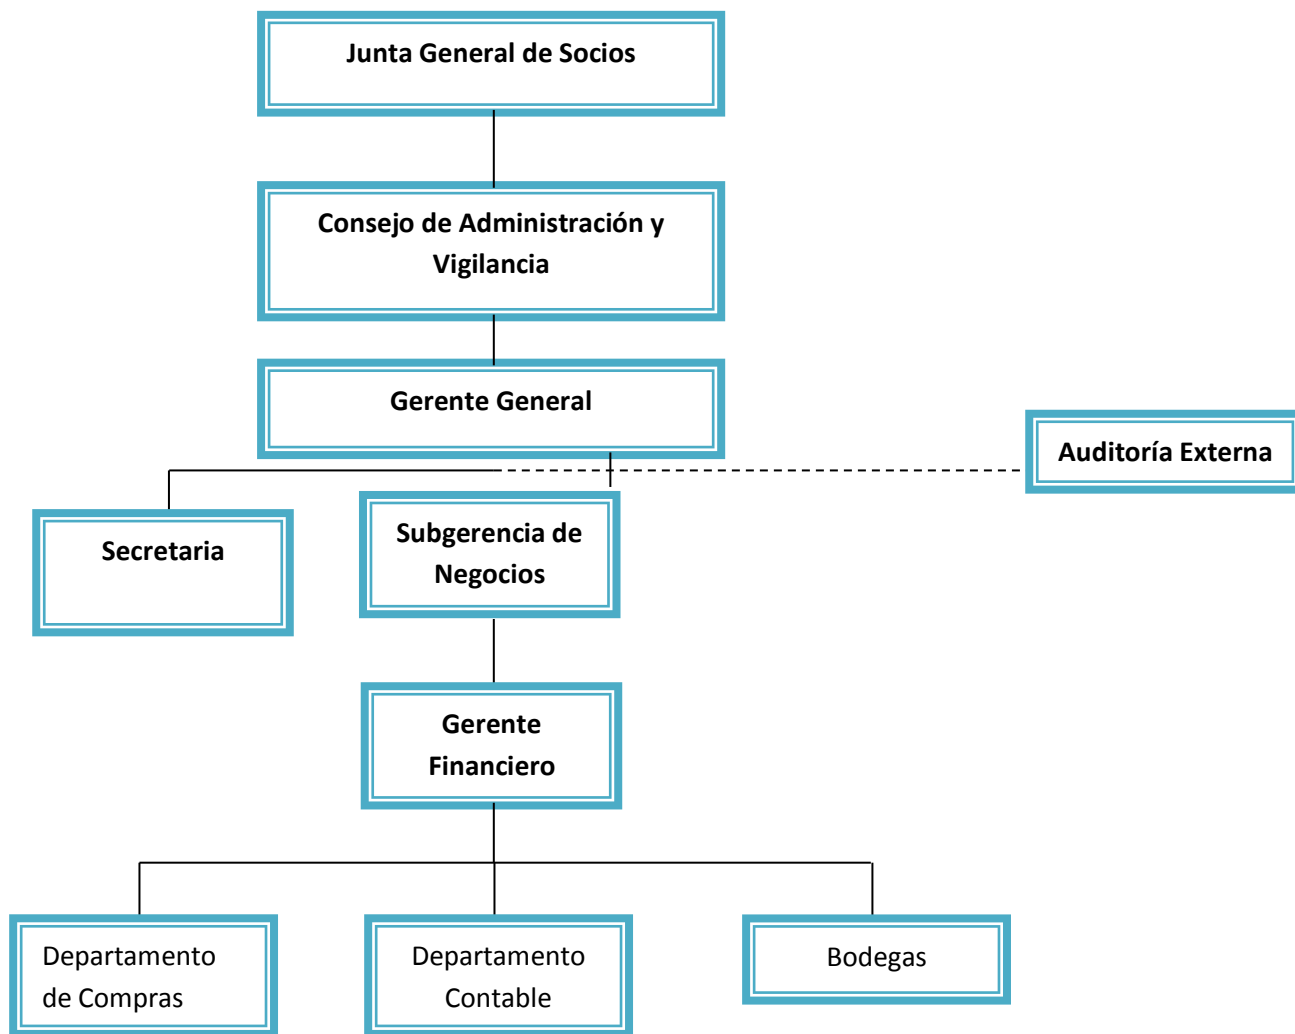 Junta General de Socios
Consejo de Administración y
Vigilancia
Gerente General
Auditoría Externa
Secretaria
Subgerencia de
Negocios
Gerente
Financiero
Departamento
de Compras
Departamento
Contable
Bodegas